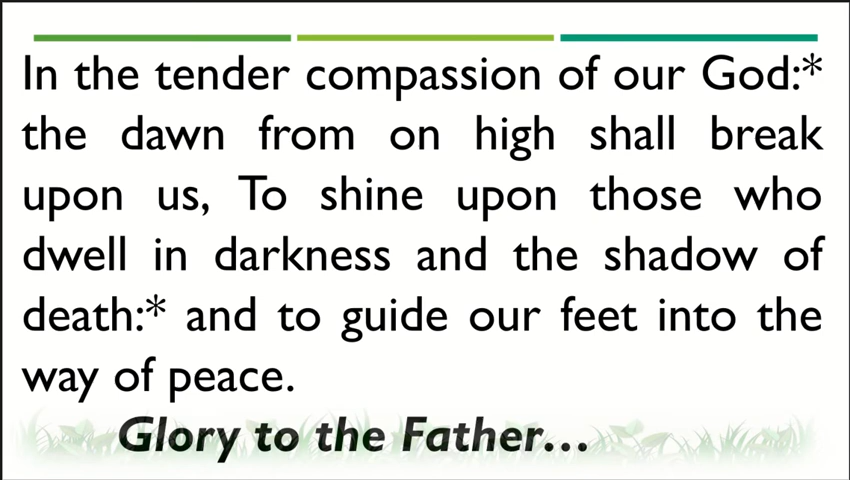 In the tender compassion of our God:*
the dawn from on high shall break
upon us, To shine upon those who
dwell in darkness and the shadow of
death:* and to guide our feet into the
way of peace.
Glory to the Father…